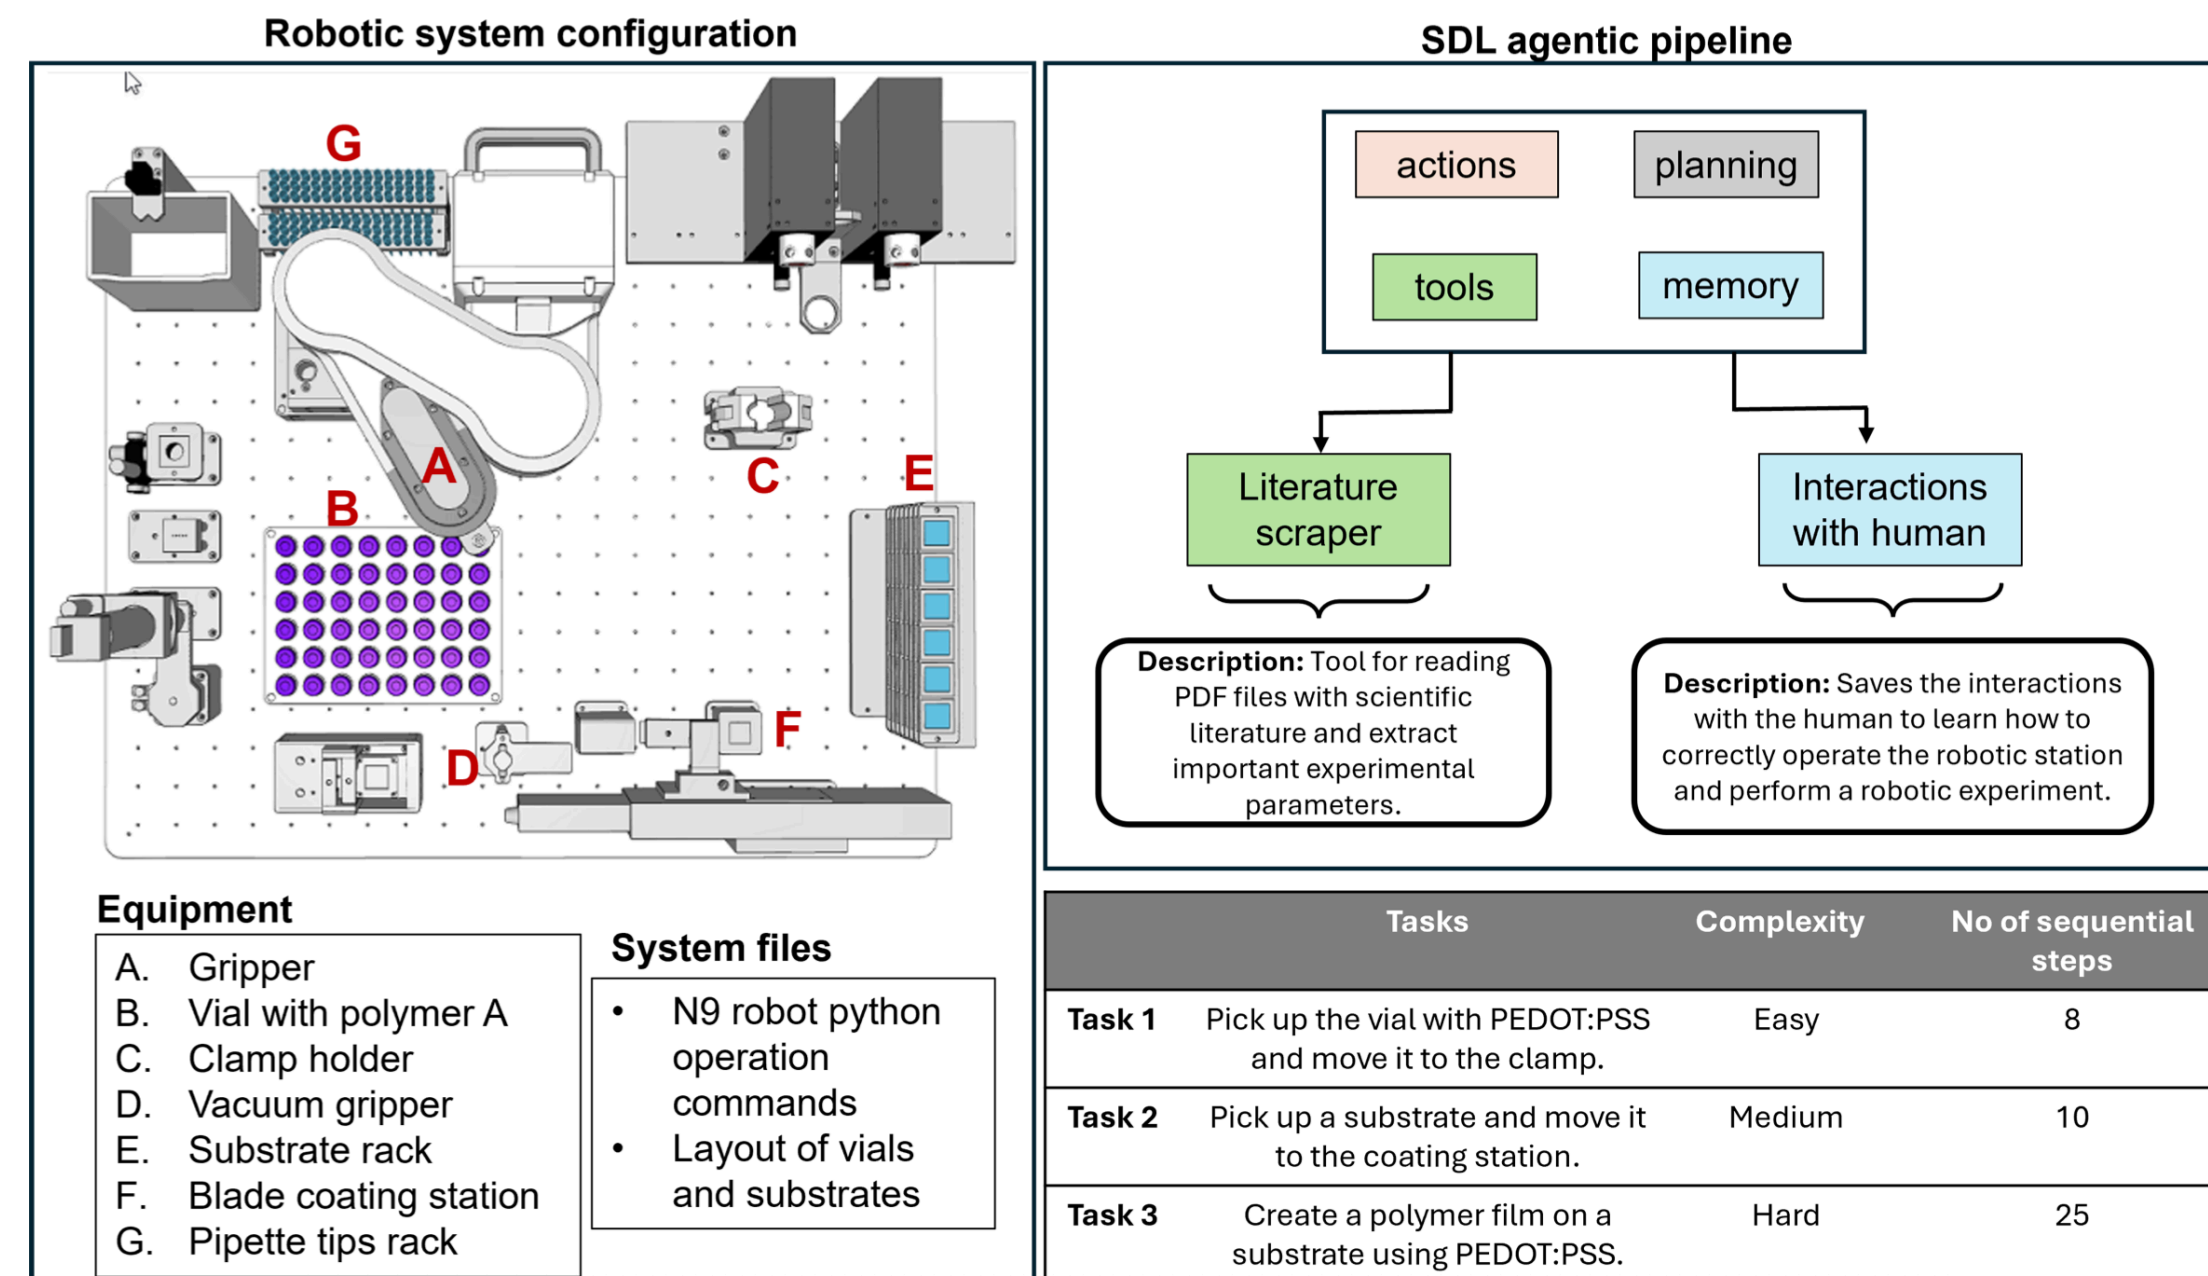 Robotic system configuration
G
A
B
C
E
D
F
Equipment
A. Gripper
B. Vial with polymer A
C. Clamp holder
D. Vacuum gripper
E. Substrate rack
F. Blade coating station
G. Pipette tips rack
System files
• N9 robot python
operation
commands
• Layout of vials
and substrates
SDL agentic pipeline
actions
planning
tools
memory
Literature
scraper
Interactions
with human
Description: Tool for reading
PDF files with scientific
literature and extract
important experimental
parameters.
Description: Saves the interactions
with the human to learn how to
correctly operate the robotic station
and perform a robotic experiment.
Tasks Complexity No of sequential
steps
Task 1 Pick up the vial with PEDOT:PSS Easy 8
and move it to the clamp.
Task 2 Pick up a substrate and move it Medium 10
to the coating station.
Task 3 Create a polymer film on a Hard 25
substrate using PEDOT:PSS.